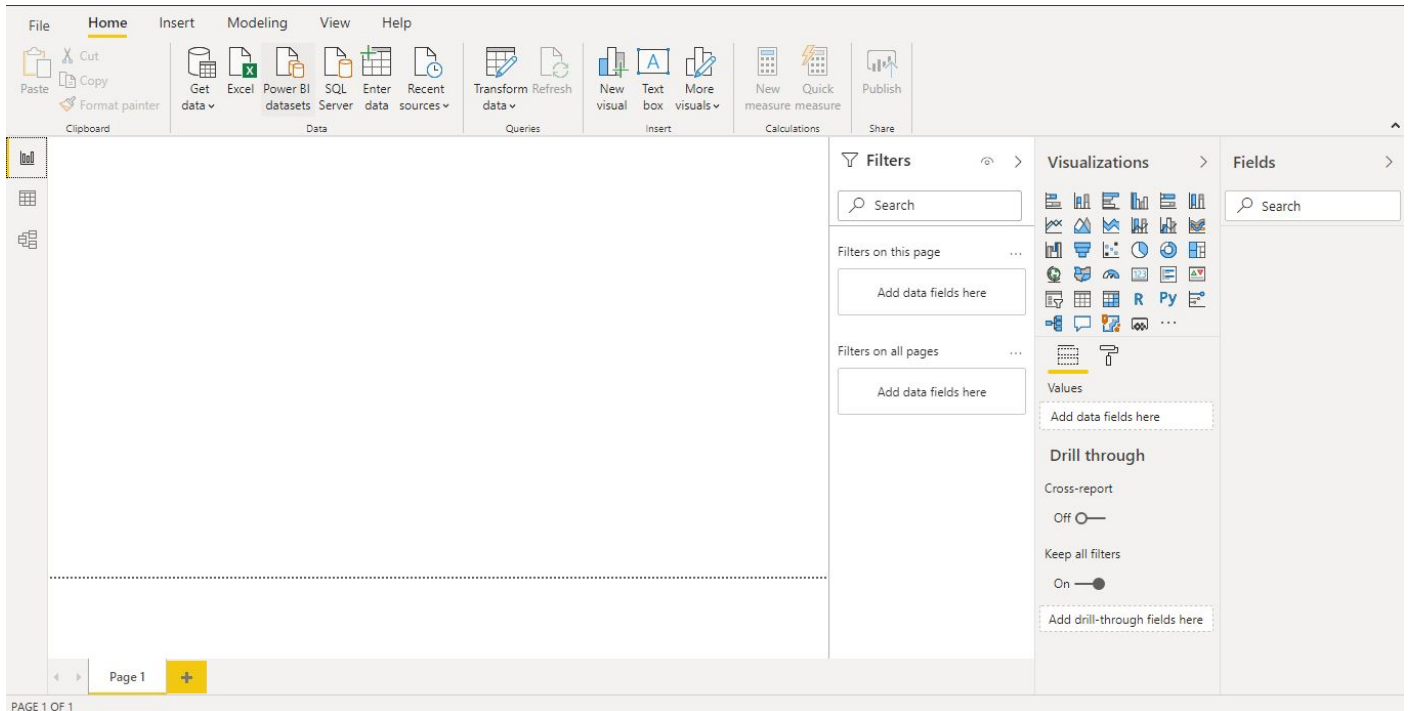 File Home Insert Modeling View Help
Paste
Cut
Copy
Format painter
Clipboard
Get data
Excel
Power BI datasets
SQL Server
Enter data
Recent sources
Data
Transform data
Refresh
Queries
New visual
A
Text box
More visuals
Insert
New measure
Quick measure
Calculations
Publish
Share
Filters
Search
Filters on this page ...
Add data fields here
Filters on all pages ...
Add data fields here
Visualizations
123
R Py
...
Values
Add data fields here
Drill through
Cross-report
Off
Keep all filters
On
Add drill-through fields here
Fields
Search
Page 1 +
PAGE 1 OF 1